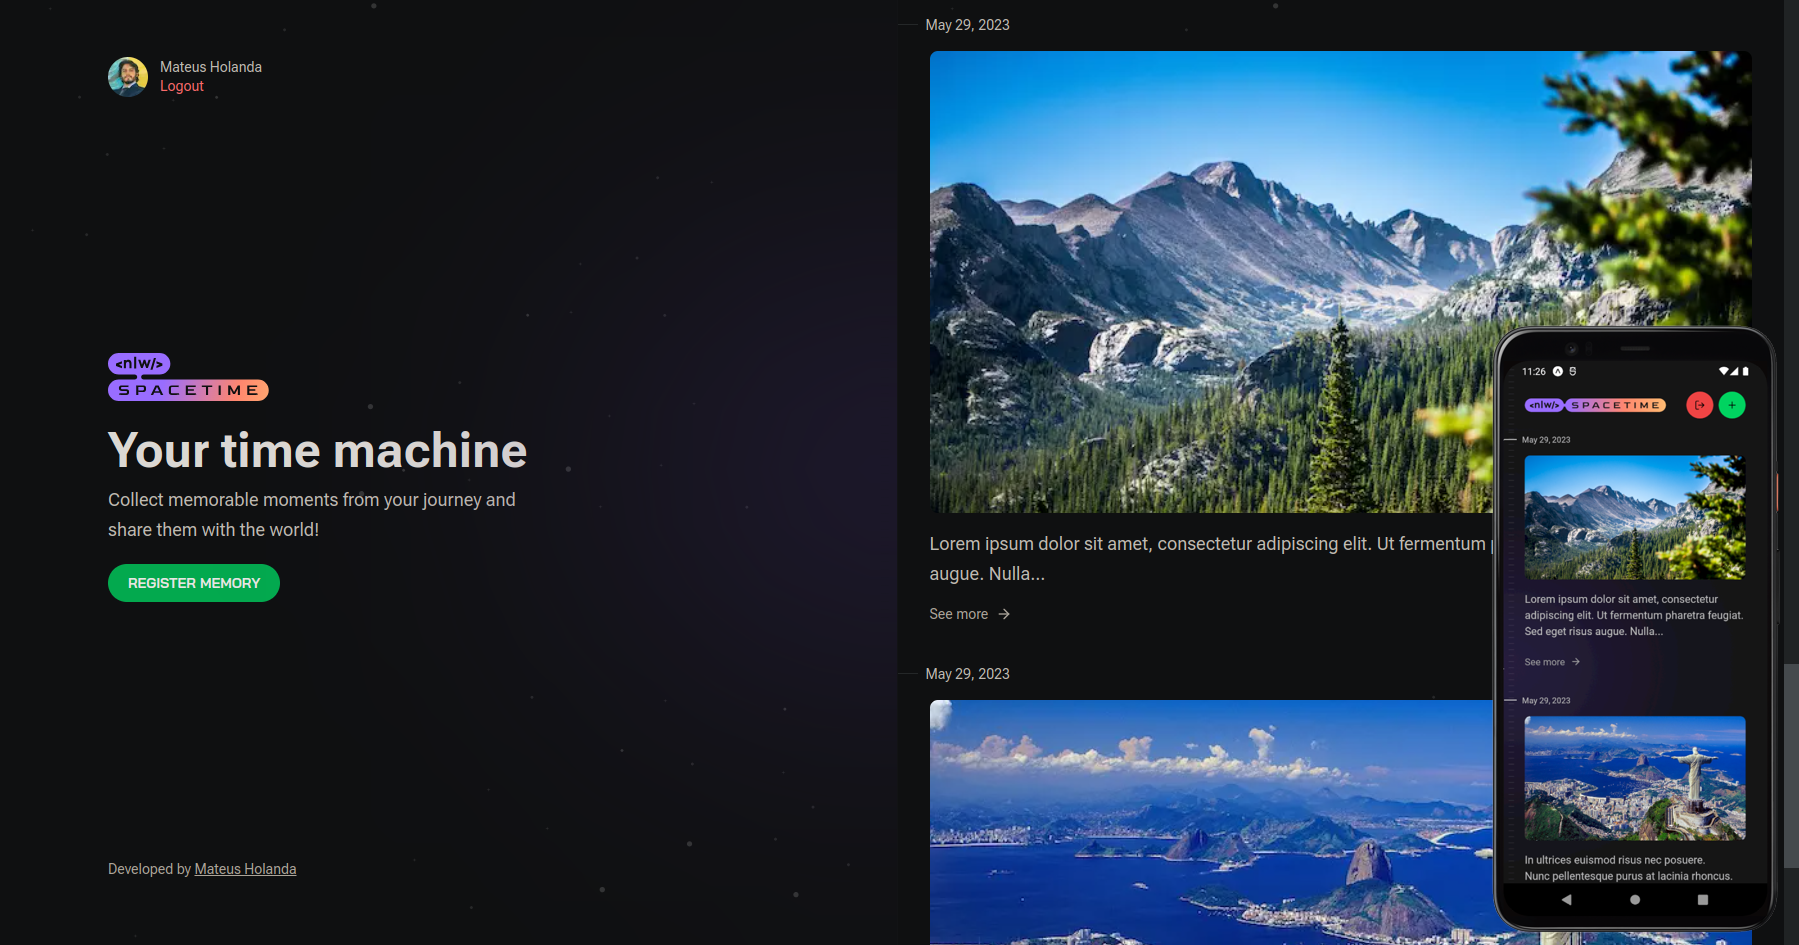 Mateus Holanda
Logout
<nlw/>
SPACETIME
Your time machine
Collect memorable moments from your journey and
share them with the world!
REGISTER MEMORY
Developed by Mateus Holanda
May 29, 2023
Lorem ipsum dolor sit amet, consectetur adipiscing elit. Ut fermentum
augue. Nulla...
See more
May 29, 2023
11:26
<nlw/> SPACETIME
May 29, 2023
Lorem ipsum dolor sit amet, consectetur
adipiscing elit. Ut fermentum pharetra feugiat.
Sed eget risus augue. Nulla...
See more
May 29, 2023
In ultrices euismod risus nec posuere.
Nunc pellentesque purus at lacinia rhoncus.